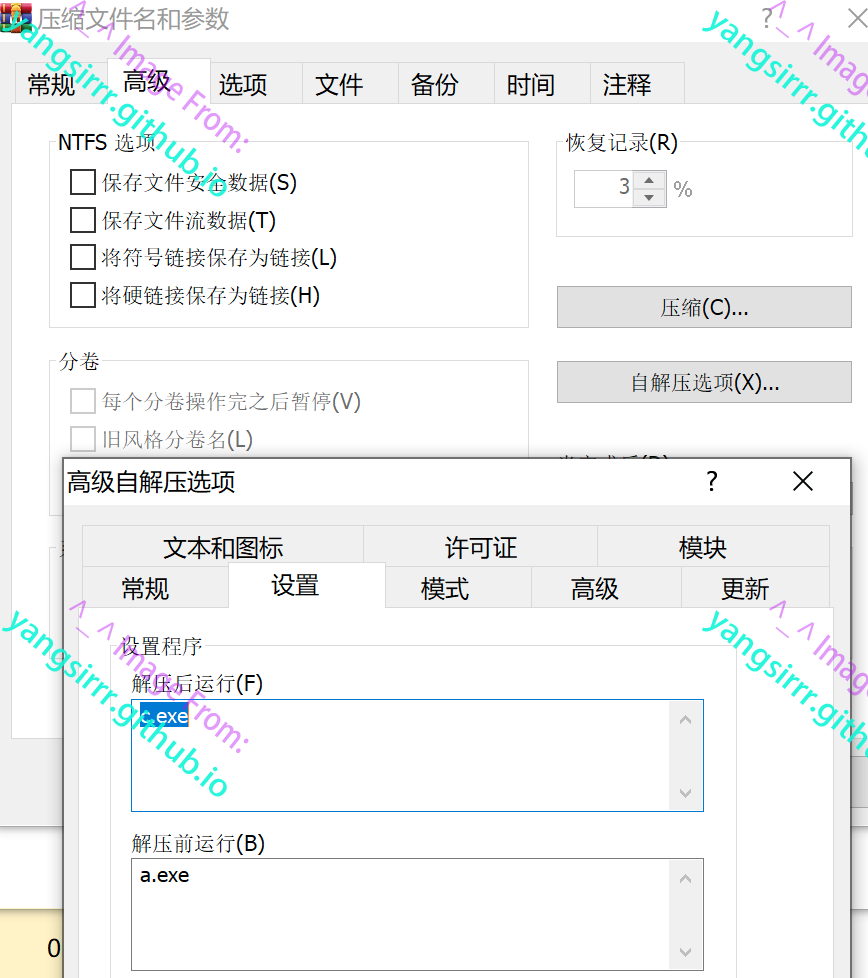 压缩文件名和参数
?
常规
高级
选项
文件
备份
时间
注释
NTFS 选项
保存文件安全数据(S)
保存文件流数据(T)
将符号链接保存为链接(L)
将硬链接保存为链接(H)
恢复记录(R)
3 %
压缩(C)...
自解压选项(X)...
分卷
每个分卷操作完之后暂停(V)
旧风格分卷名(L)
高级自解压选项
?
文本和图标
许可证
模块
常规
设置
模式
高级
更新
设置程序
解压后运行(F)
c.exe
解压前运行(B)
a.exe
0
^_^ Image From:
yangsirrr.github.io
^_^ Image
yangsirrr.github.io
^_^ Image From:
yangsirrr.github.io
^_^ Image
yangsirrr.github.io